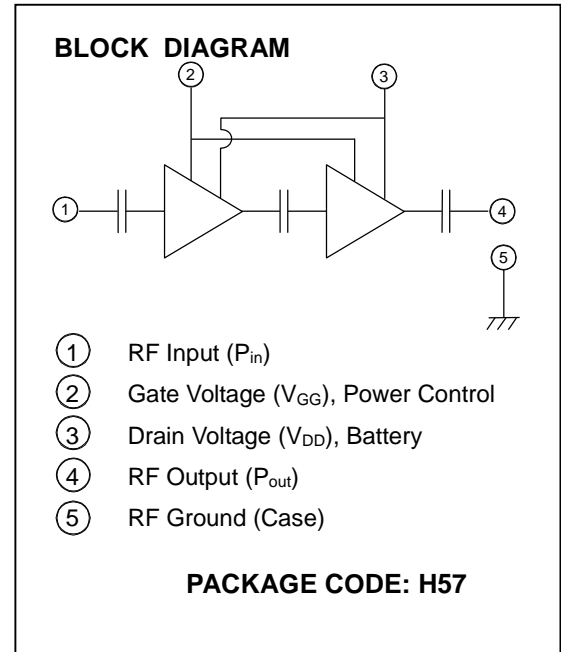 BLOCK DIAGRAM
2
3
1
4
5
1 RF Input (Pin)
2 Gate Voltage (VGG), Power Control
3 Drain Voltage (VDD), Battery
4 RF Output (Pout)
5 RF Ground (Case)
PACKAGE CODE: H57